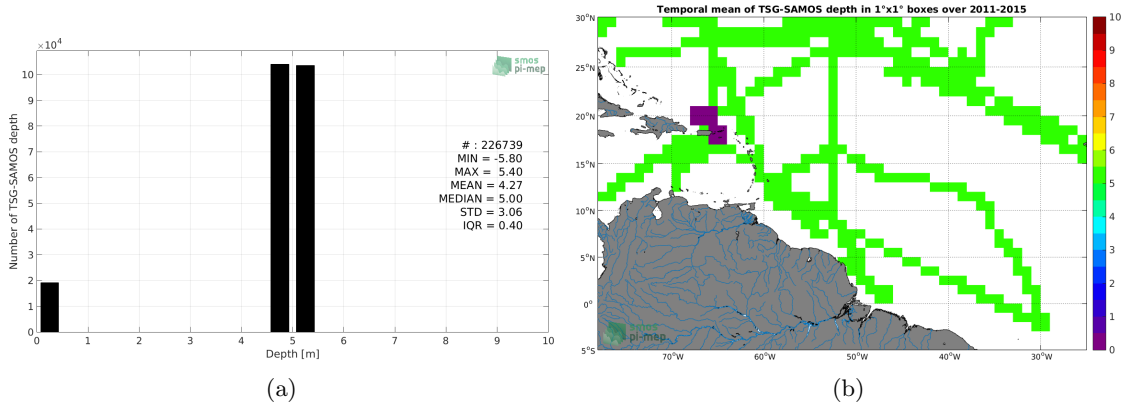 Temporal mean of TSG-SAMOS depth in 1°x1° boxes over 2011-2015
×10⁴
10
9
8
7
6
5
4
3
2
1
0
Number of TSG-SAMOS depth
0 1 2 3 4 5 6 7 8 9 10
Depth [m]
smos
pi-mep
# : 226739
MIN = -5.80
MAX = 5.40
MEAN = 4.27
MEDIAN = 5.00
STD = 3.06
IQR = 0.40
(a)
30°N
25°N
20°N
15°N
10°N
5°N
0°
5°S
70°W 60°W 50°W 40°W 30°W
smos
pi-mep
10
9
8
7
6
5
4
3
2
1
0
(b)